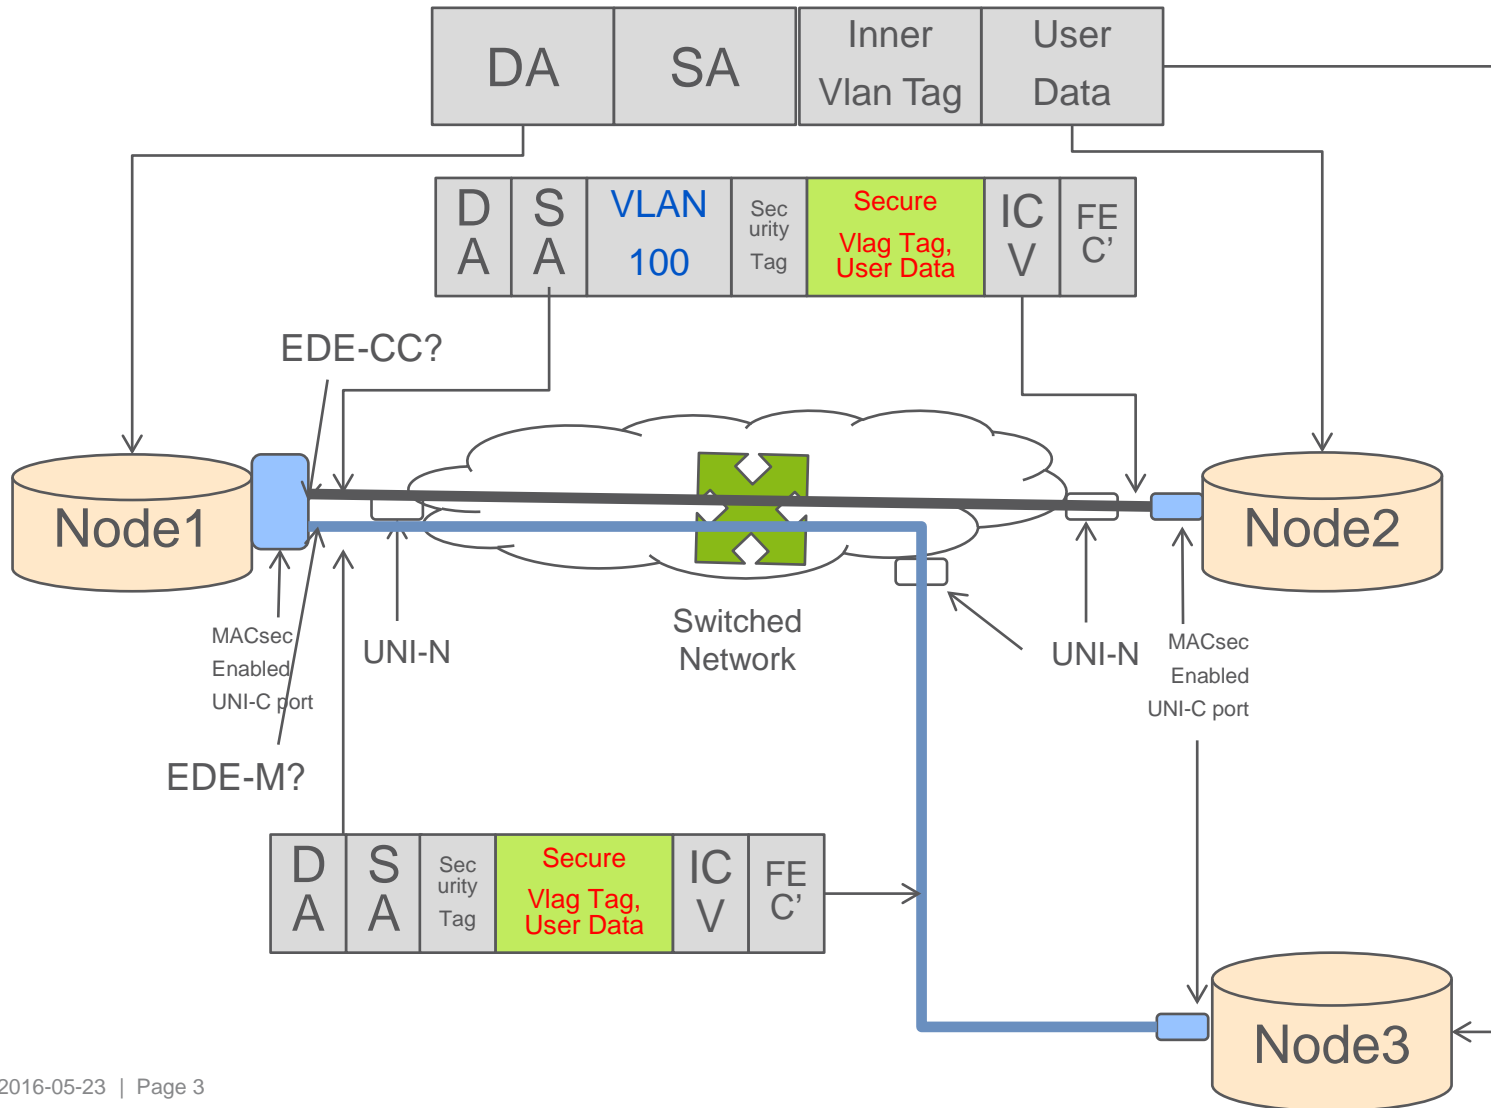 DA
SA
Inner
Vlan Tag
User
Data
D
A
S
A
VLAN
100
Sec
urity
Tag
Secure
Vlag Tag,
User Data
IC
V
FE
C'
EDE-CC?
Node1
Node2
MACsec
Enabled
UNI-C port
UNI-N
Switched
Network
UNI-N
MACsec
Enabled
UNI-C port
EDE-M?
D
A
S
A
Sec
urity
Tag
Secure
Vlag Tag,
User Data
IC
V
FE
C'
Node3
2016-05-23 | Page 3